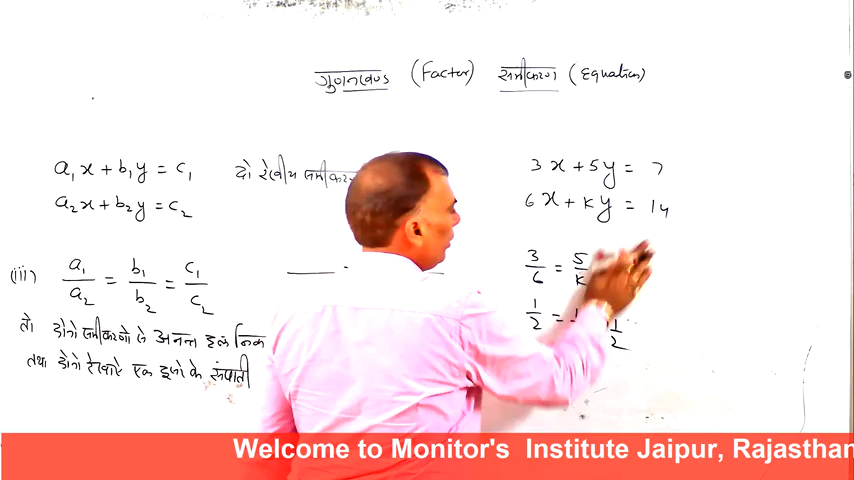 गुणनखण्ड (Factor) समीकरण (Equation)
a₁x + b₁y = c₁
a₂x + b₂y = c₂
दो रेखीय समीकरण
(iii) a₁/a₂ = b₁/b₂ = c₁/c₂
तो दोनों समीकरणों के अनन्त हल
तथा दोनों रेखाएं एक दूसरे के संपाती
3x + 5y = 7
6x + Ky = 14
3/6 = 5/K
1/2 = 1/2
Welcome to Monitor's Institute Jaipur, Rajasthan